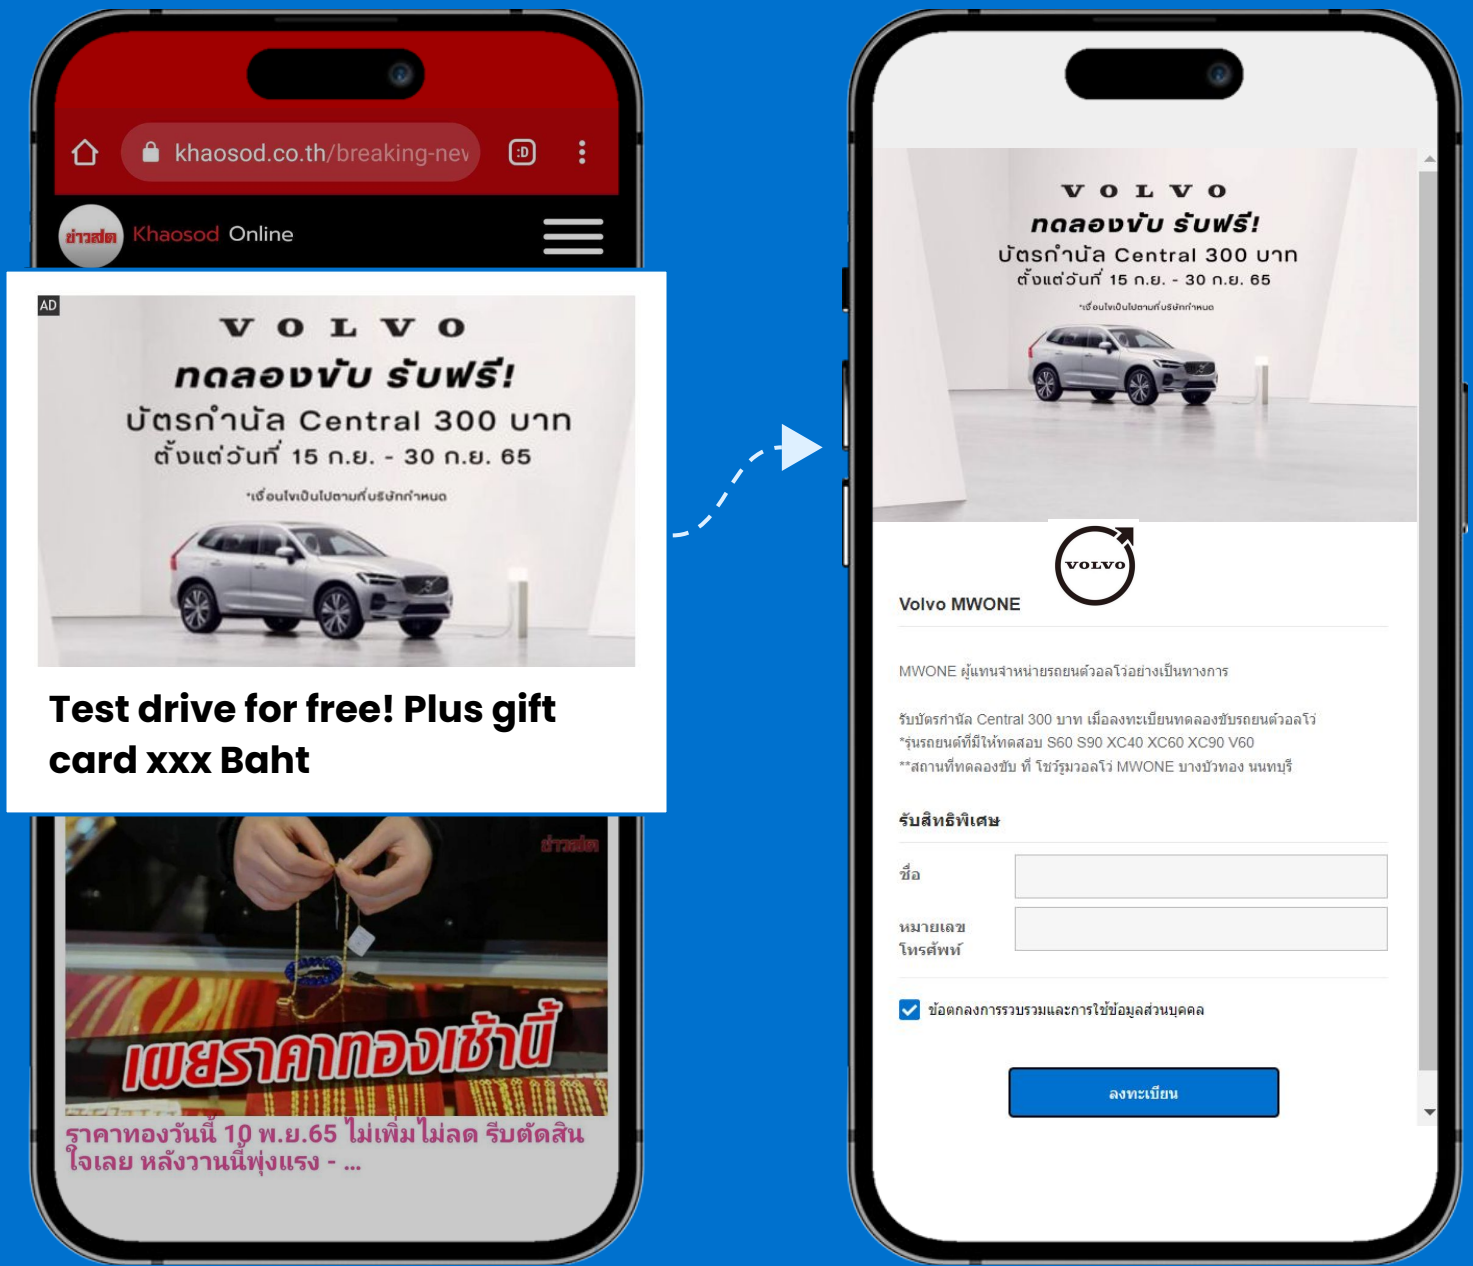 khaosod.co.th/breaking-nev
:D
ข่าวสด
Khaosod Online
AD
VOLVO
ทดลองขับ รับฟรี!
บัตรกำนัล Central 300 บาท
ตั้งแต่วันที่ 15 ก.ย. - 30 ก.ย. 65
*เงื่อนไขเป็นไปตามที่บริษัทกำหนด
Test drive for free! Plus gift
card xxx Baht
ข่าวสด
เผยราคาทองเช้านี้
ราคาทองวันนี้ 10 พ.ย.65 ไม่เพิ่มไม่ลด รีบตัดสิน
ใจเลย หลังวานนี้พุ่งแรง - ...
VOLVO
ทดลองขับ รับฟรี!
บัตรกำนัล Central 300 บาท
ตั้งแต่วันที่ 15 ก.ย. - 30 ก.ย. 65
*เงื่อนไขเป็นไปตามที่บริษัทกำหนด
VOLVO
Volvo MWONE
MWONE ผู้แทนจำหน่ายรถยนต์วอลโว่อย่างเป็นทางการ
รับบัตรกำนัล Central 300 บาท เมื่อลงทะเบียนทดลองขับรถยนต์วอลโว่
*รุ่นรถยนต์ที่มีให้ทดสอบ S60 S90 XC40 XC60 XC90 V60
**สถานที่ทดลองขับ ที่ โชว์รูมวอลโว่ MWONE บางบัวทอง นนทบุรี
รับสิทธิพิเศษ
ชื่อ
หมายเลข
โทรศัพท์
ข้อตกลงการรวบรวมและการใช้ข้อมูลส่วนบุคคล
ลงทะเบียน